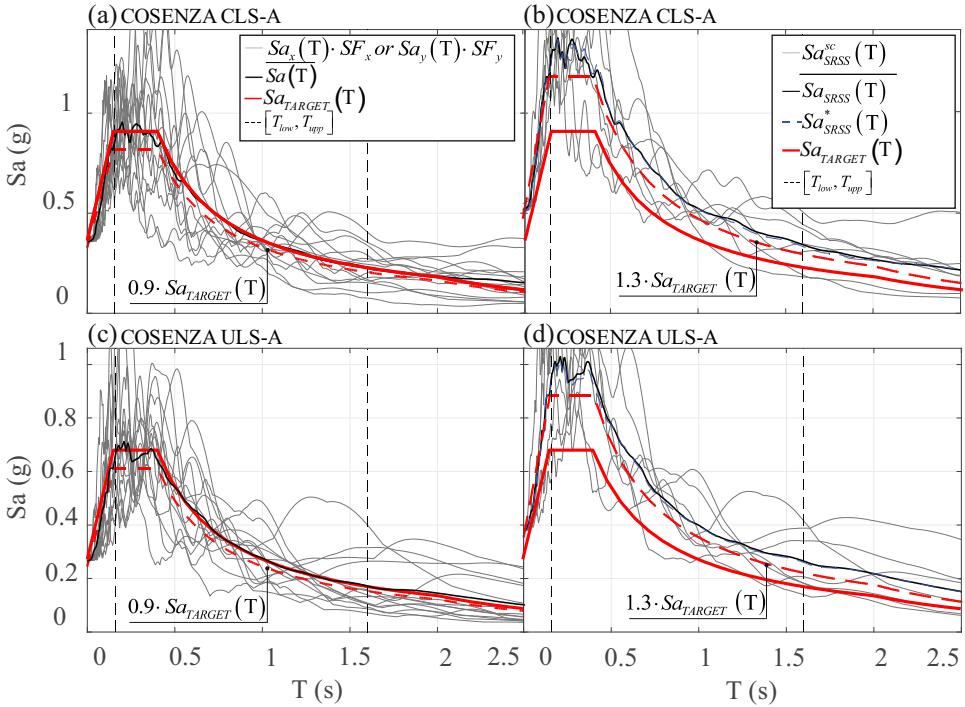 (a) COSENZA CLS-A
Sa_x(T)· SF_x or Sa_y(T)· SF_y
Sa(T)
Sa_TARGET(T)
[T_low, T_upp]
Sa (g)
1
0.5
0
0.9· Sa_TARGET(T)
(b) COSENZA CLS-A
Sa^sc_SRSS(T)
Sa_SRSS(T)
Sa^*_SRSS(T)
Sa_TARGET(T)
[T_low, T_upp]
1.3· Sa_TARGET(T)
(c) COSENZA ULS-A
Sa (g)
1
0.8
0.6
0.4
0.2
0
0.9· Sa_TARGET(T)
0 0.5 1 1.5 2 2.5
T (s)
(d) COSENZA ULS-A
1.3· Sa_TARGET(T)
0 0.5 1 1.5 2 2.5
T (s)